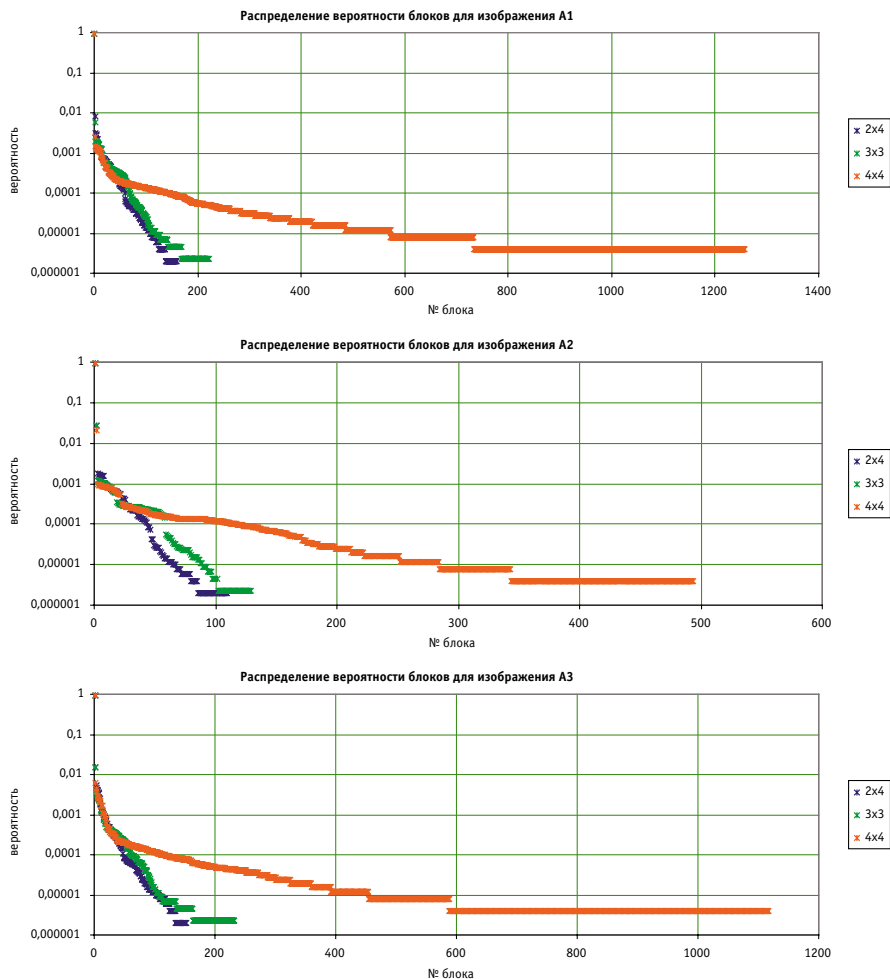 Распределение вероятности блоков для изображения А1
вероятность
1
0,1
0,01
0,001
0,0001
0,00001
0,000001
0 200 400 600 800 1000 1200 1400
№ блока
2x4
3x3
4x4
Распределение вероятности блоков для изображения А2
вероятность
1
0,1
0,01
0,001
0,0001
0,00001
0,000001
0 100 200 300 400 500 600
№ блока
2x4
3x3
4x4
Распределение вероятности блоков для изображения А3
вероятность
1
0,1
0,01
0,001
0,0001
0,00001
0,000001
0 200 400 600 800 1000 1200
№ блока
2x4
3x3
4x4